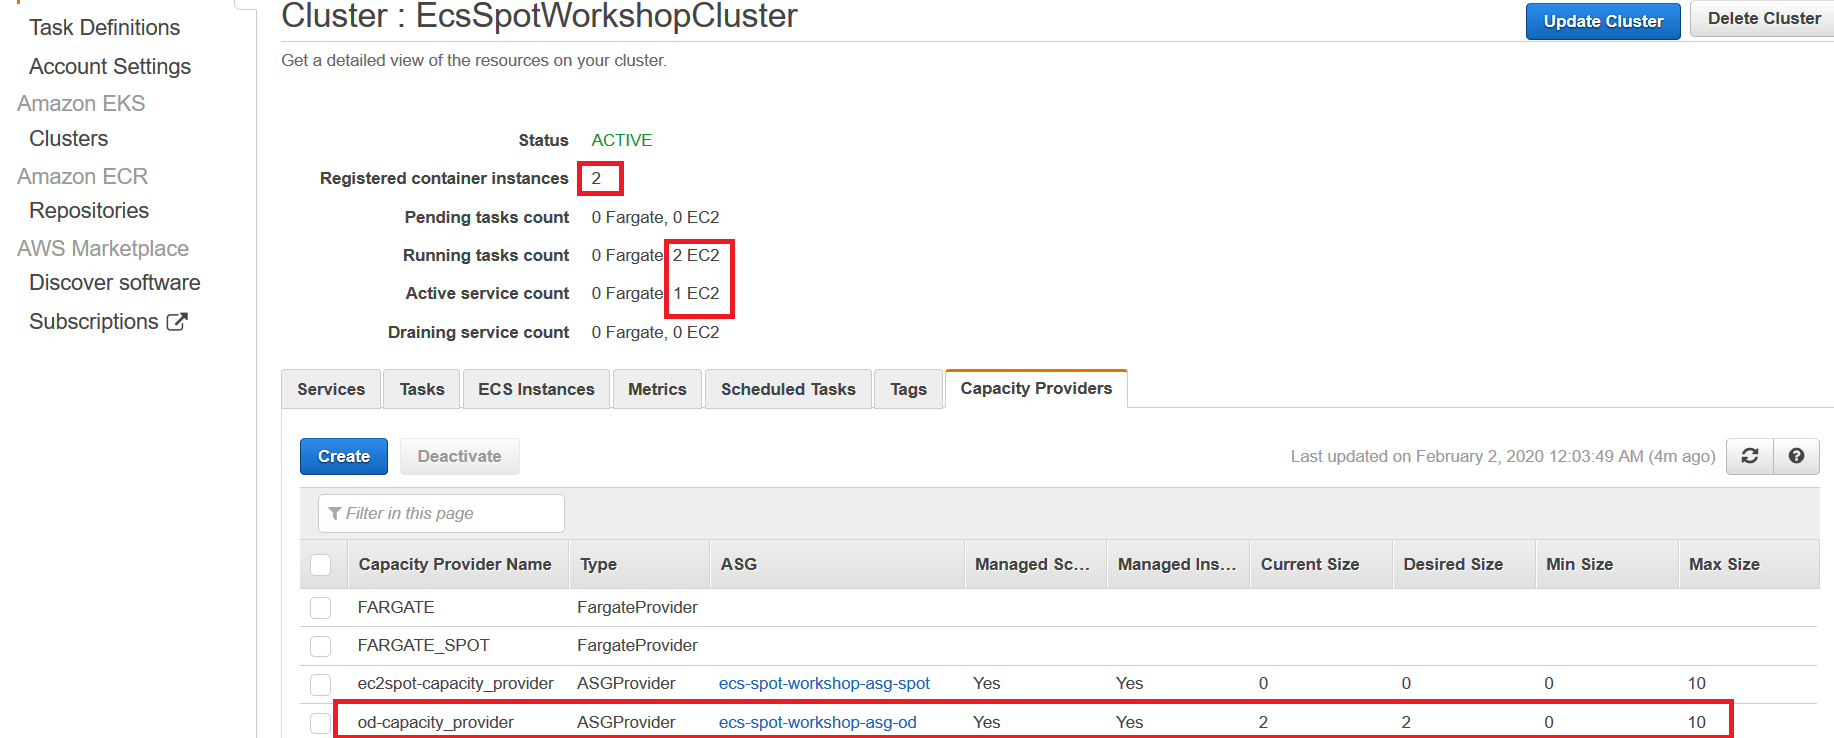 Cluster : EcsSpotWorkshopCluster
Update Cluster
Delete Cluster
Get a detailed view of the resources on your cluster.
Task Definitions
Account Settings
Amazon EKS
Clusters
Amazon ECR
Repositories
AWS Marketplace
Discover software
Subscriptions
Status ACTIVE
Registered container instances 2
Pending tasks count 0 Fargate, 0 EC2
Running tasks count 0 Fargate, 2 EC2
Active service count 0 Fargate, 1 EC2
Draining service count 0 Fargate, 0 EC2
Services Tasks ECS Instances Metrics Scheduled Tasks Tags Capacity Providers
Create Deactivate Last updated on February 2, 2020 12:03:49 AM (4m ago)
Filter in this page
Capacity Provider Name Type ASG Managed Sc... Managed Ins... Current Size Desired Size Min Size Max Size
FARGATE FargateProvider
FARGATE_SPOT FargateProvider
ec2spot-capacity_provider ASGProvider ecs-spot-workshop-asg-spot Yes Yes 0 0 0 10
od-capacity_provider ASGProvider ecs-spot-workshop-asg-od Yes Yes 2 2 0 10